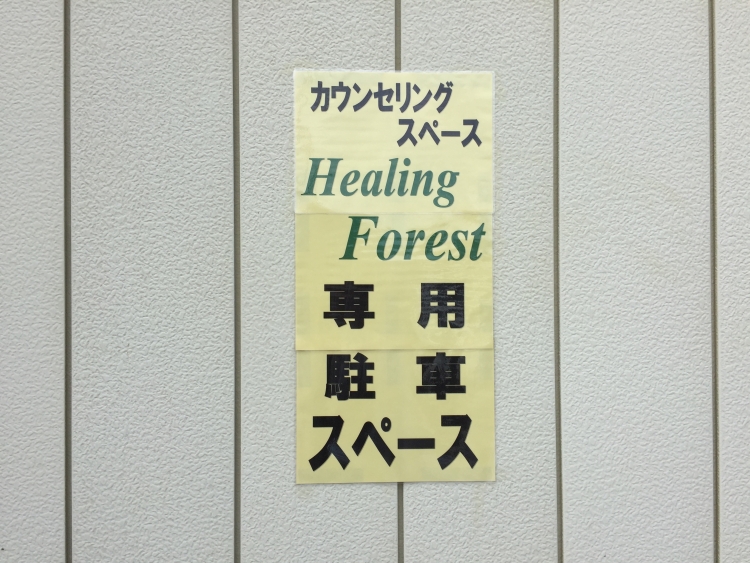 カウンセリング
スペース
Healing
Forest
専用
駐車
スペース